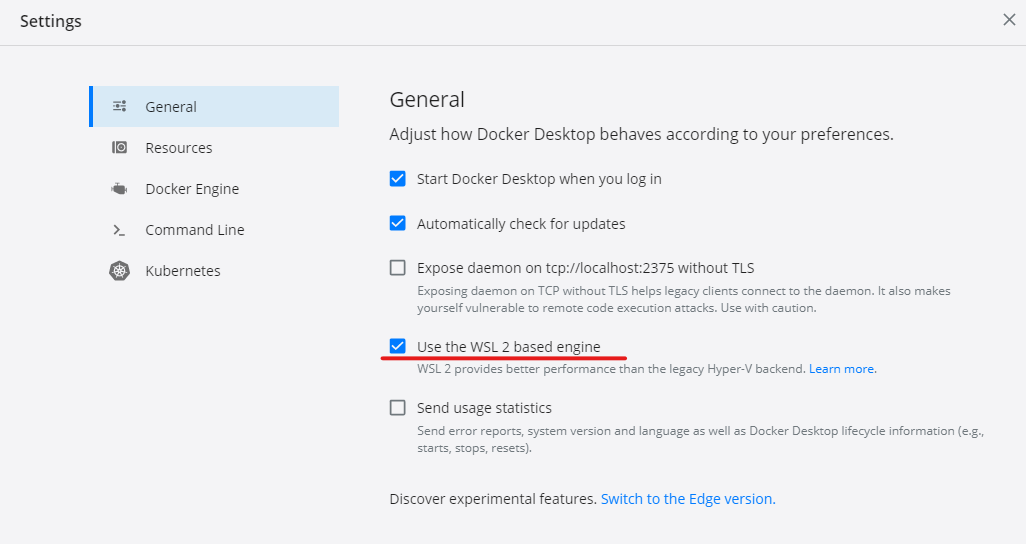 Settings
General
Resources
Docker Engine
Command Line
Kubernetes
General
Adjust how Docker Desktop behaves according to your preferences.
Start Docker Desktop when you log in
Automatically check for updates
Expose daemon on tcp://localhost:2375 without TLS
Exposing daemon on TCP without TLS helps legacy clients connect to the daemon. It also makes
yourself vulnerable to remote code execution attacks. Use with caution.
Use the WSL 2 based engine
WSL 2 provides better performance than the legacy Hyper-V backend. Learn more.
Send usage statistics
Send error reports, system version and language as well as Docker Desktop lifecycle information (e.g.,
starts, stops, resets).
Discover experimental features. Switch to the Edge version.